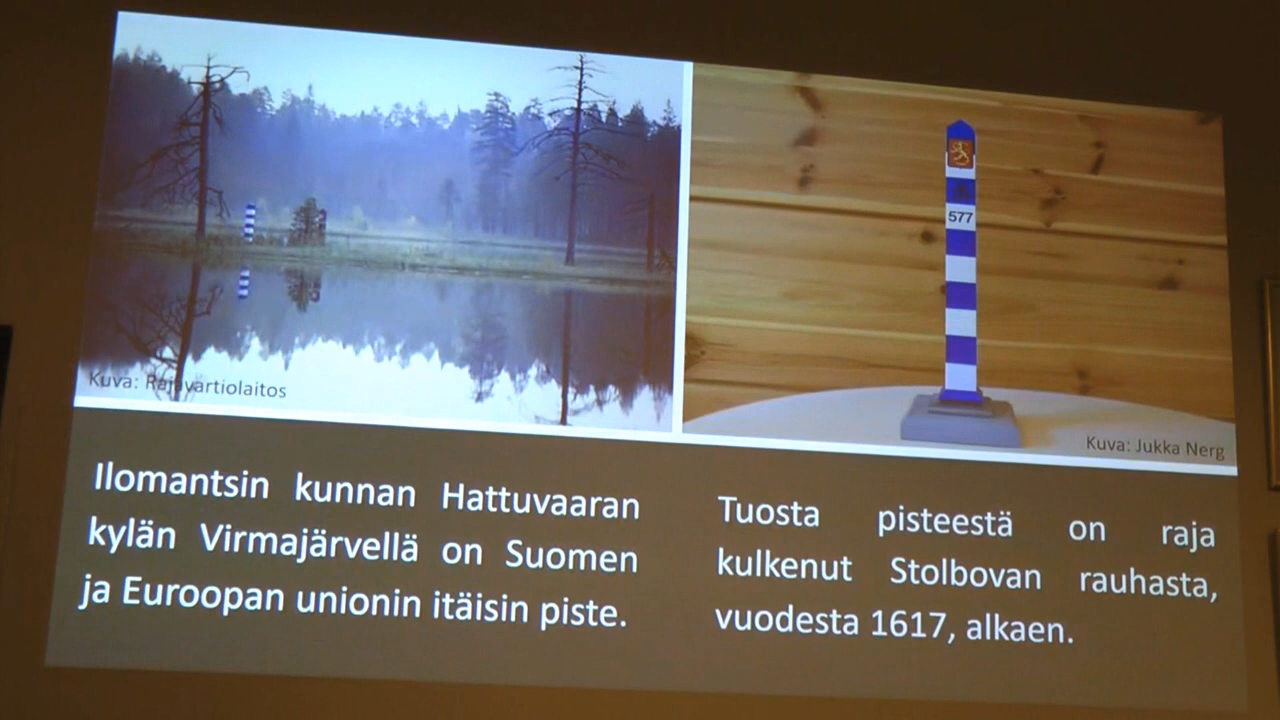 577
Kuva: Rajavartiolaitos
Kuva: Jukka Nerg
Ilomantsin kunnan Hattuvaaran
kylän Virmajärvellä on Suomen
ja Euroopan unionin itäisin piste.
Tuosta pisteestä on raja
kulkenut Stolbovan rauhasta,
vuodesta 1617, alkaen.